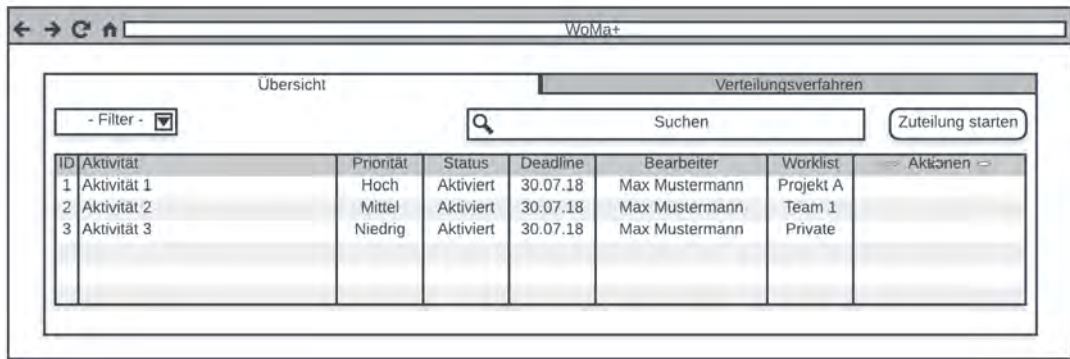 WoMa+
Übersicht Verteilungsverfahren
- Filter - Suchen Zuteilung starten
ID Aktivität Priorität Status Deadline Bearbeiter Worklist Aktionen
1 Aktivität 1 Hoch Aktiviert 30.07.18 Max Mustermann Projekt A
2 Aktivität 2 Mittel Aktiviert 30.07.18 Max Mustermann Team 1
3 Aktivität 3 Niedrig Aktiviert 30.07.18 Max Mustermann Private